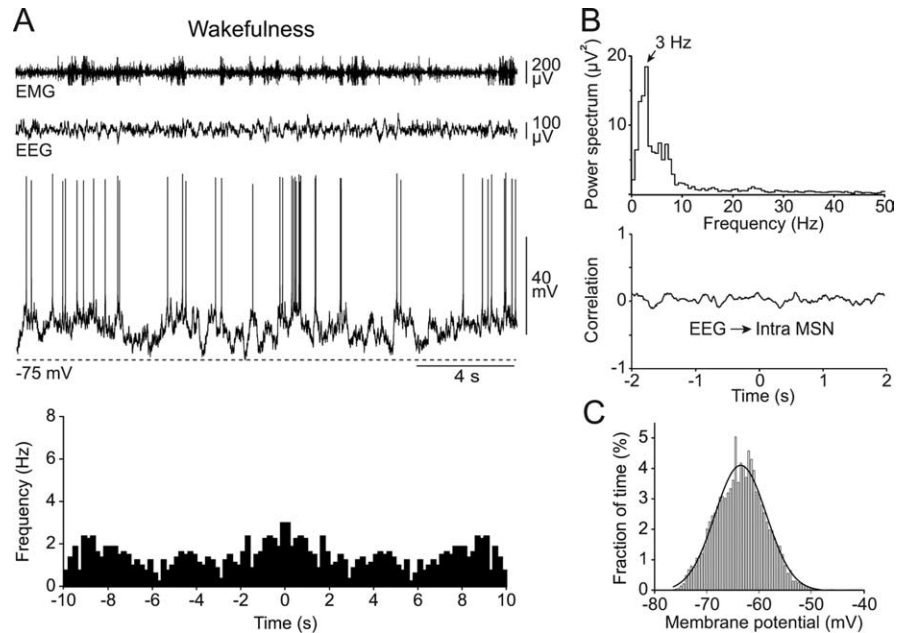 A
Wakefulness
EMG
200
µV
EEG
100
µV
40
mV
-75 mV
4 s
Frequency (Hz)
8
6
4
2
0
-10 -8 -6 -4 -2 0 2 4 6 8 10
Time (s)
B
3 Hz
Power spectrum (µV²)
20
10
0 10 20 30 40 50
Frequency (Hz)
Correlation
1
0
-1
EEG → Intra MSN
-2 -1 0 1 2
Time (s)
C
Fraction of time (%)
5
4
3
2
1
0
-80 -70 -60 -50 -40
Membrane potential (mV)